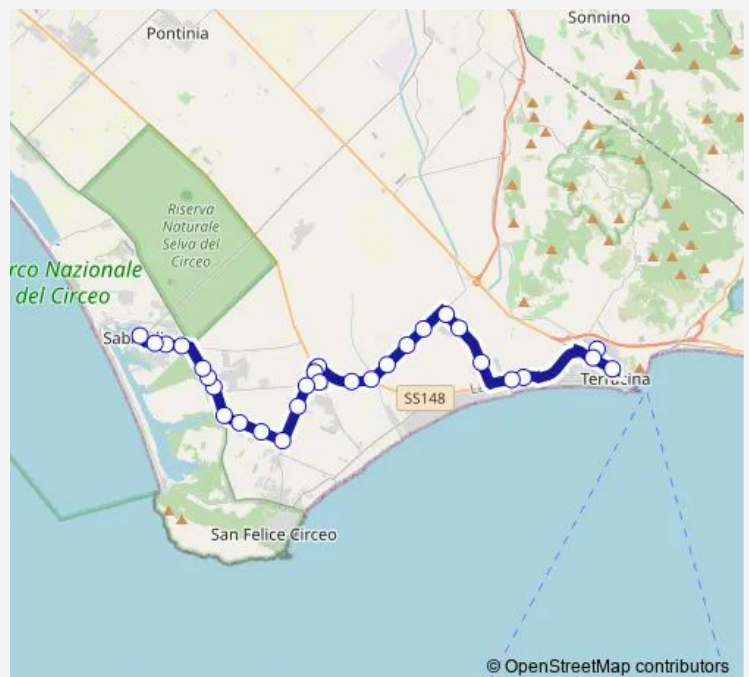 Sonnino
Pontinia
Riserva
Naturale
Selva del
Circeo
rco Nazionale
del Circeo
SS148
San Felice Circeo
© OpenStreetMap contributors